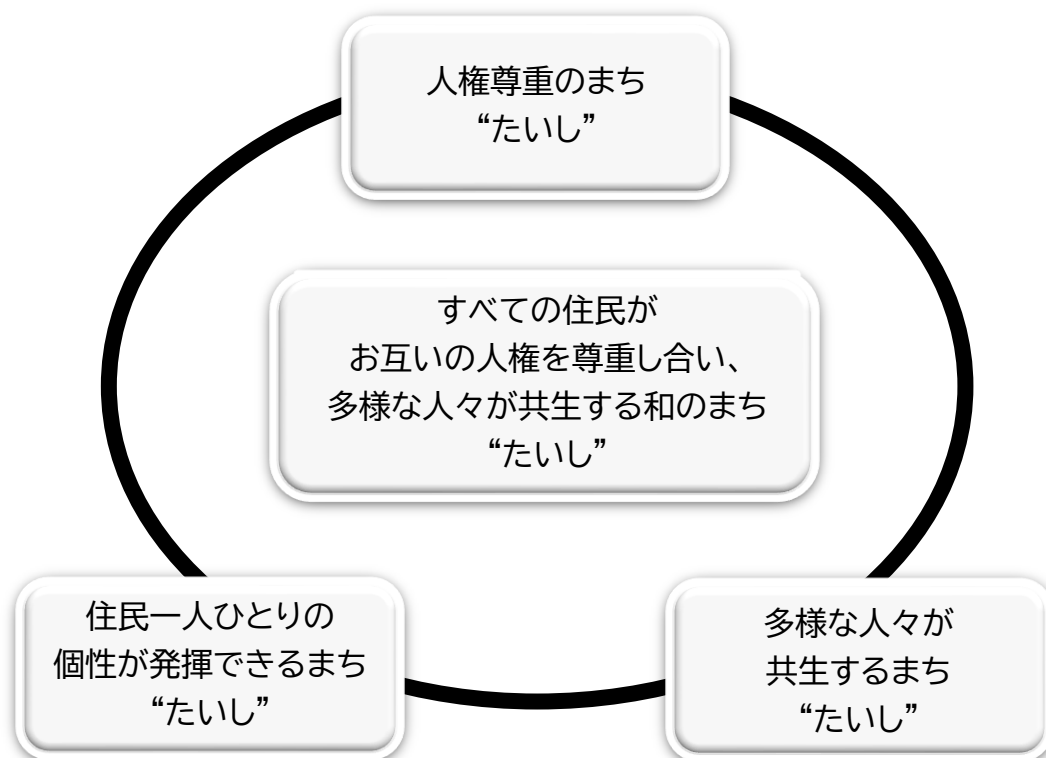 人権尊重のまち
“たいし”
すべての住民が
お互いの人権を尊重し合い、
多様な人々が共生する和のまち
“たいし”
住民一人ひとりの
個性が発揮できるまち
“たいし”
多様な人々が
共生するまち
“たいし”